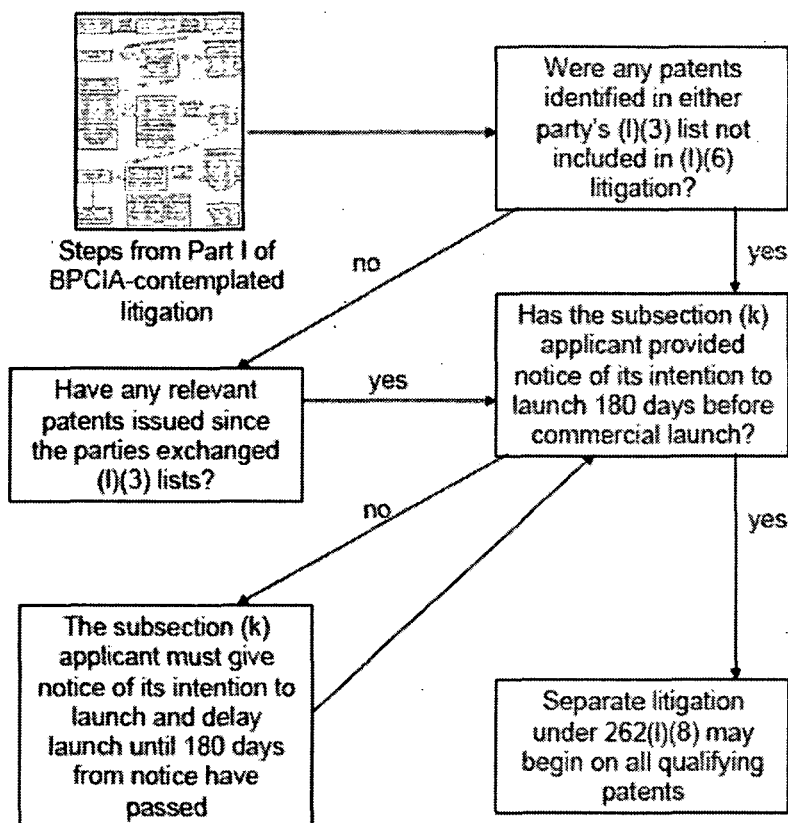 Steps from Part I of
BPCIA-contemplated
litigation
Were any patents
identified in either
party's (l)(3) list not
included in (l)(6)
litigation?
no
yes
Have any relevant
patents issued since
the parties exchanged
(l)(3) lists?
yes
Has the subsection (k)
applicant provided
notice of its intention to
launch 180 days before
commercial launch?
no
yes
The subsection (k)
applicant must give
notice of its intention to
launch and delay
launch until 180 days
from notice have
passed
Separate litigation
under 262(l)(8) may
begin on all qualifying
patents